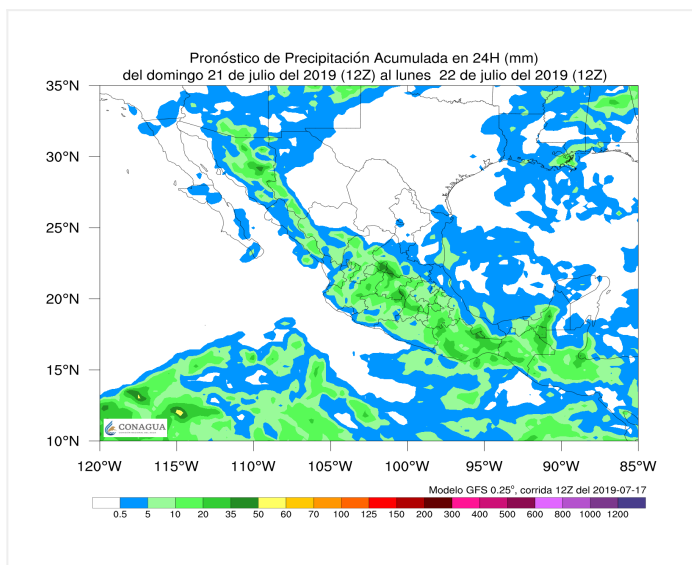 Pronóstico de Precipitación Acumulada en 24H (mm)
del domingo 21 de julio del 2019 (12Z) al lunes 22 de julio del 2019 (12Z)
35°N
30°N
25°N
20°N
15°N
10°N
CONAGUA
120°W 115°W 110°W 105°W 100°W 95°W 90°W 85°W
Modelo GFS 0.25°, corrida 12Z del 2019-07-17
0.5 5 10 20 35 50 60 70 100 125 150 200 300 400 500 600 800 1000 1200